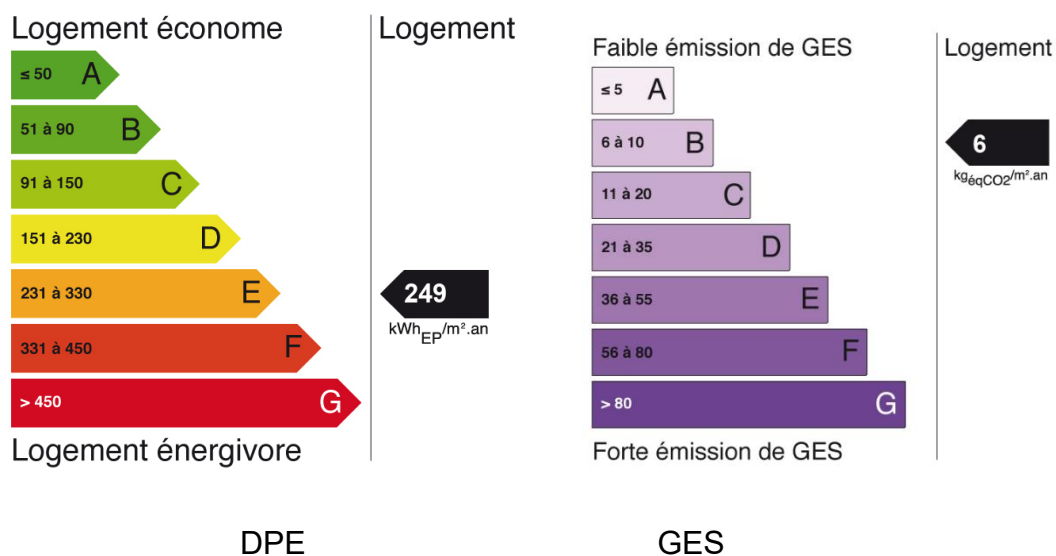 Logement économe
Logement
≤ 50 A
51 à 90 B
91 à 150 C
151 à 230 D
231 à 330 E
331 à 450 F
> 450 G
249
kWhEP/m².an
Logement énergivore
Faible émission de GES
Logement
≤ 5 A
6 à 10 B
11 à 20 C
21 à 35 D
36 à 55 E
56 à 80 F
> 80 G
6
kgéqCO2/m².an
Forte émission de GES
DPE
GES